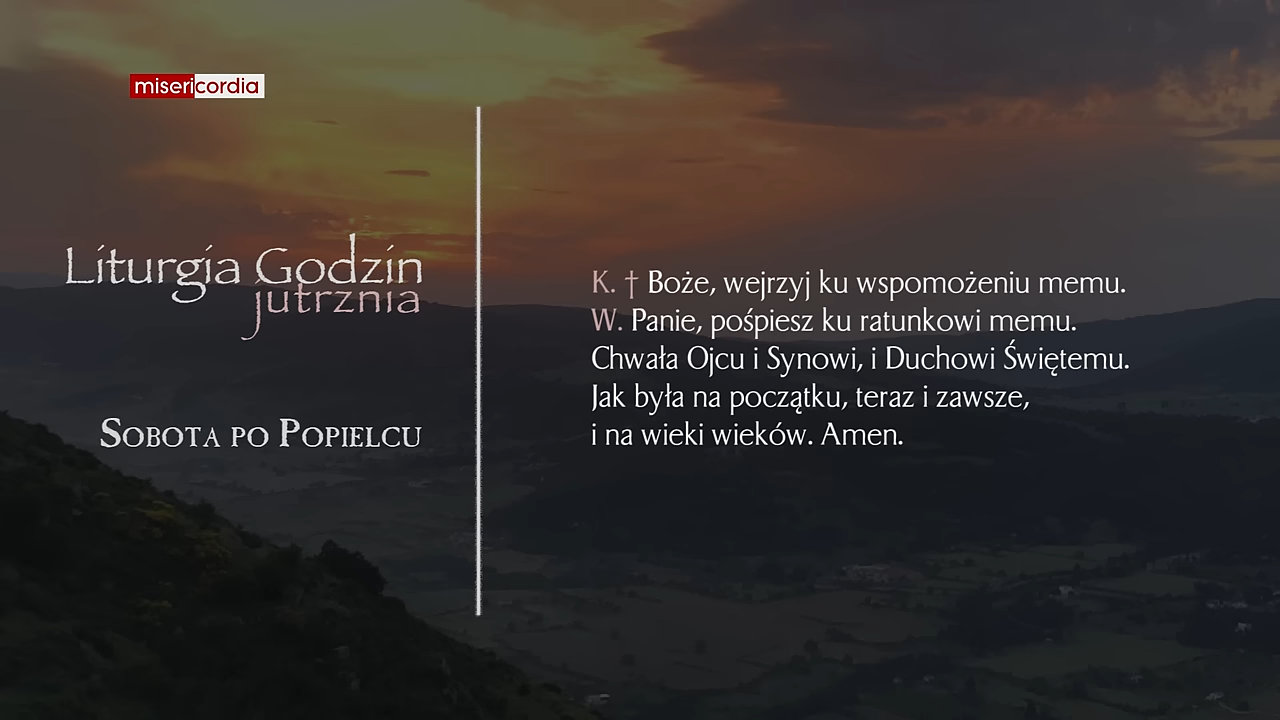 misericordia
Liturgia Godzin
jutrznia
Sobota po Popielcu
K. † Boże, wejrzyj ku wspomożeniu memu.
W. Panie, pośpiesz ku ratunkowi memu.
Chwała Ojcu i Synowi, i Duchowi Świętemu.
Jak była na początku, teraz i zawsze,
i na wieki wieków. Amen.